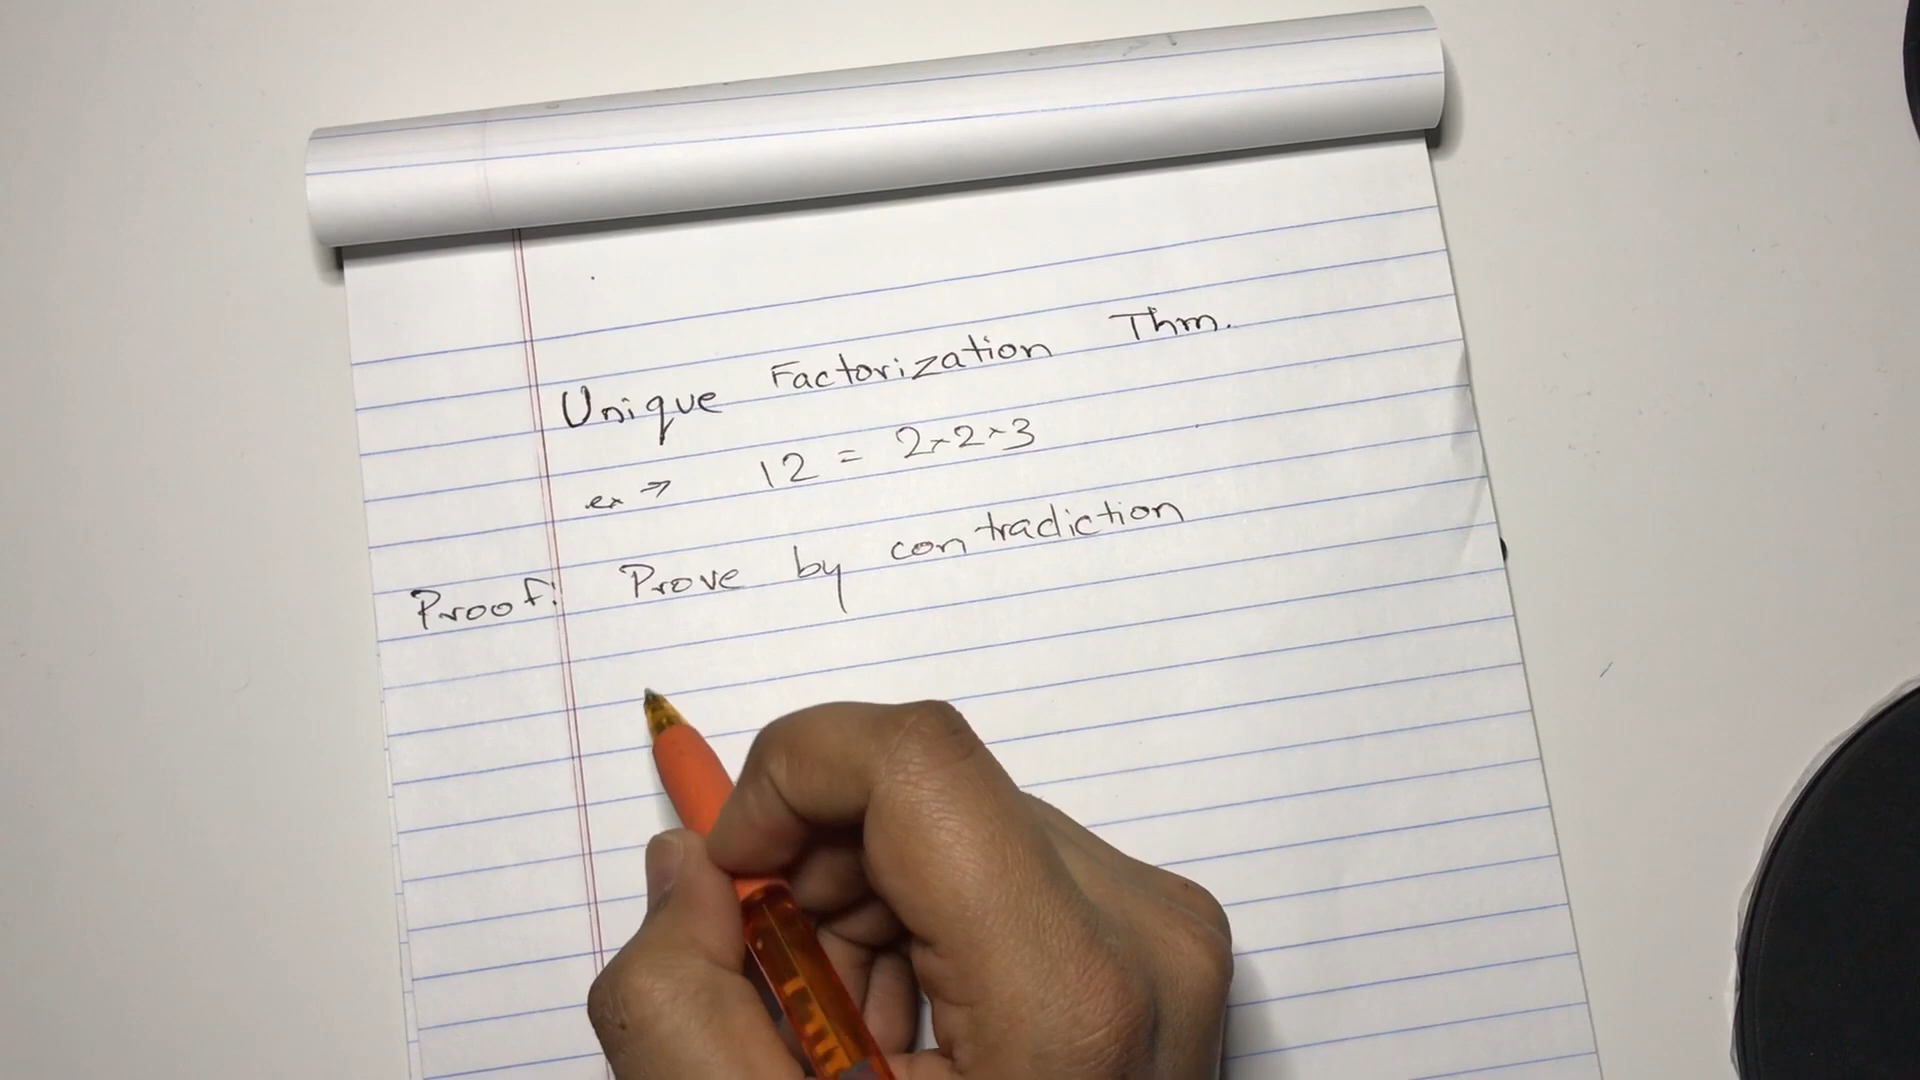 Unique Factorization Thm.
ex ⇒ 12 = 2×2×3
Proof: Prove by contradiction